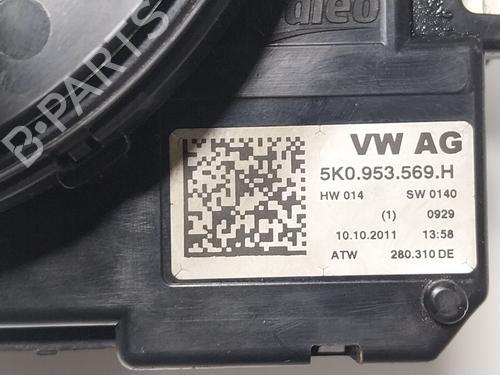 aleo
B-PARTS
VW AG
5K0.953.569.H
HW 014 SW 0140
(1) 0929
10.10.2011 13:58
ATW 280.310 DE